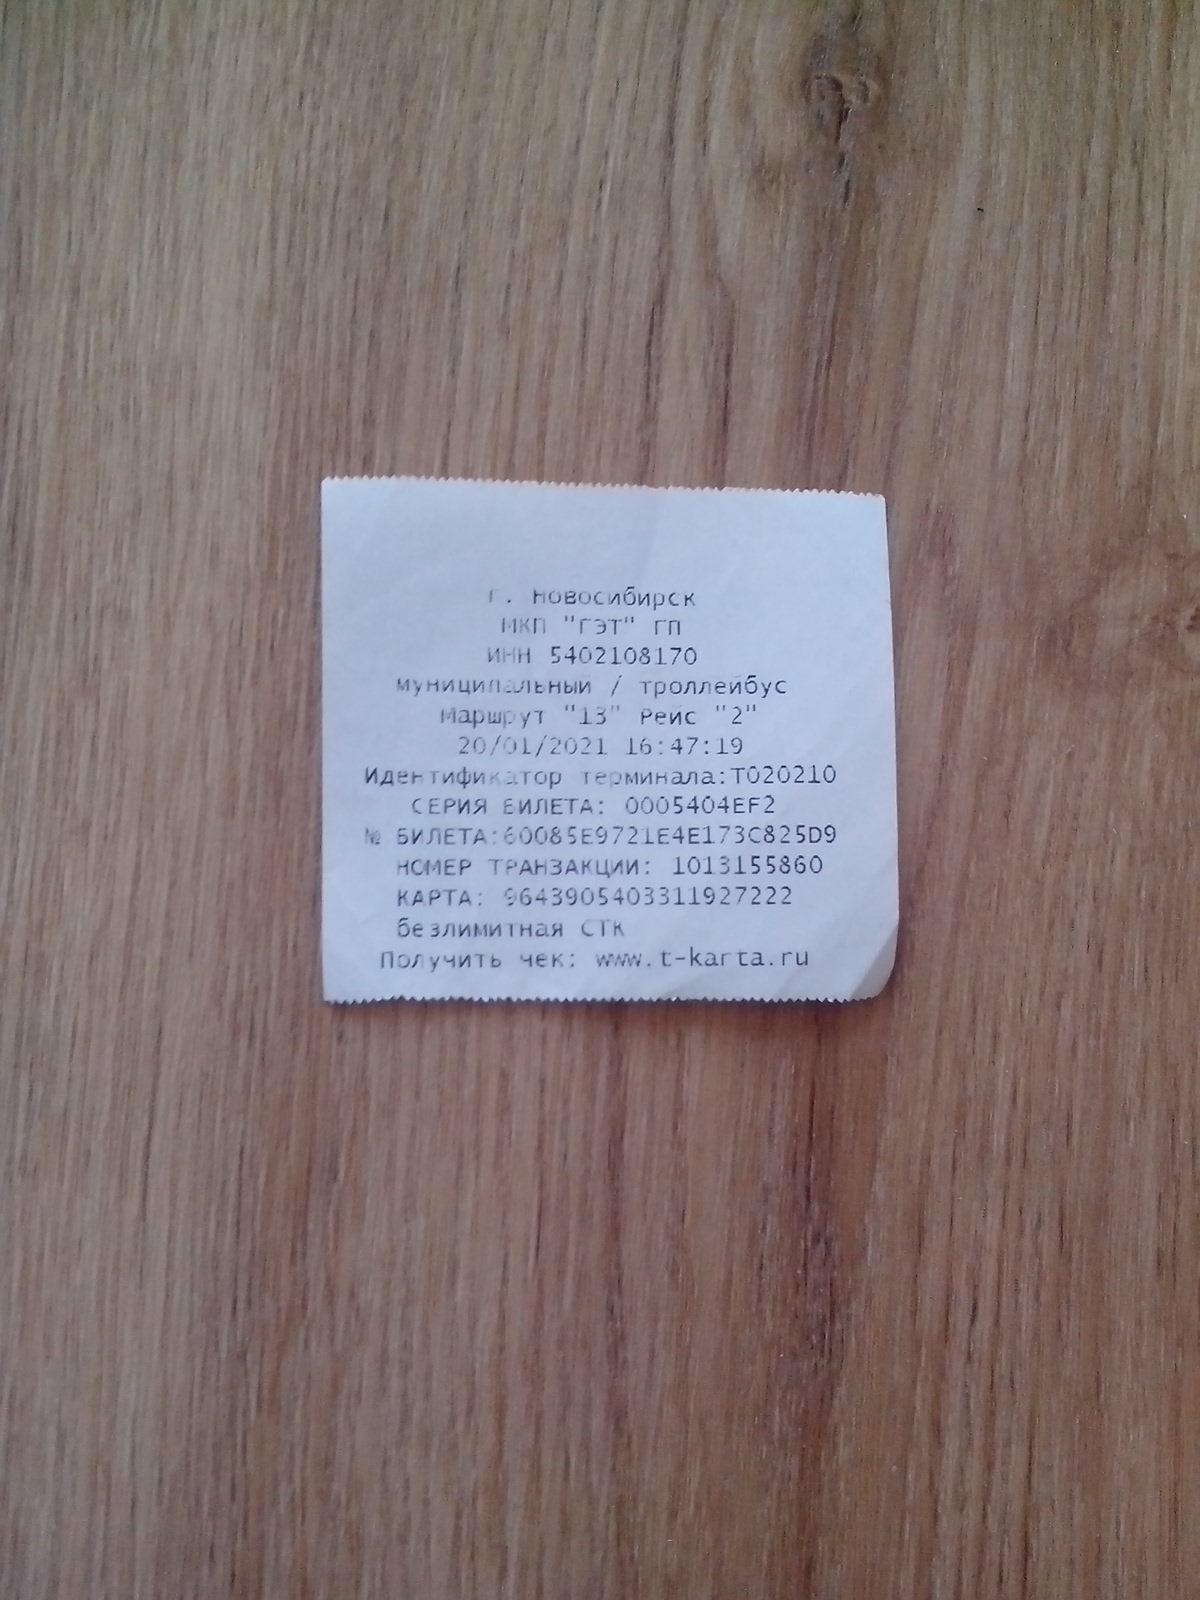 г. Новосибирск
МКП "ГЭТ" ГП
ИНН 5402108170
муниципальный / троллейбус
Маршрут "13" Рейс "2"
20/01/2021 16:47:19
Идентификатор терминала:T020210
СЕРИЯ БИЛЕТА: 0005404EF2
№ БИЛЕТА:60085E9721E4E173C825D9
НОМЕР ТРАНЗАКЦИИ: 1013155860
КАРТА: 9643905403311927222
безлимитная СТК
Получить чек: www.t-karta.ru